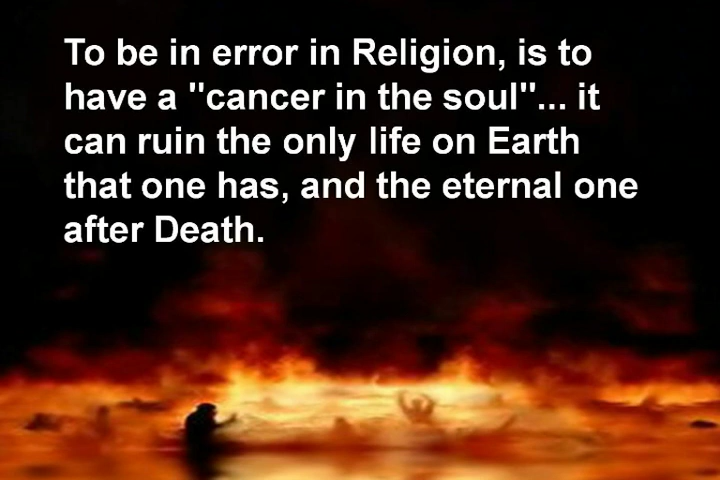 To be in error in Religion, is to
have a "cancer in the soul"... it
can ruin the only life on Earth
that one has, and the eternal one
after Death.